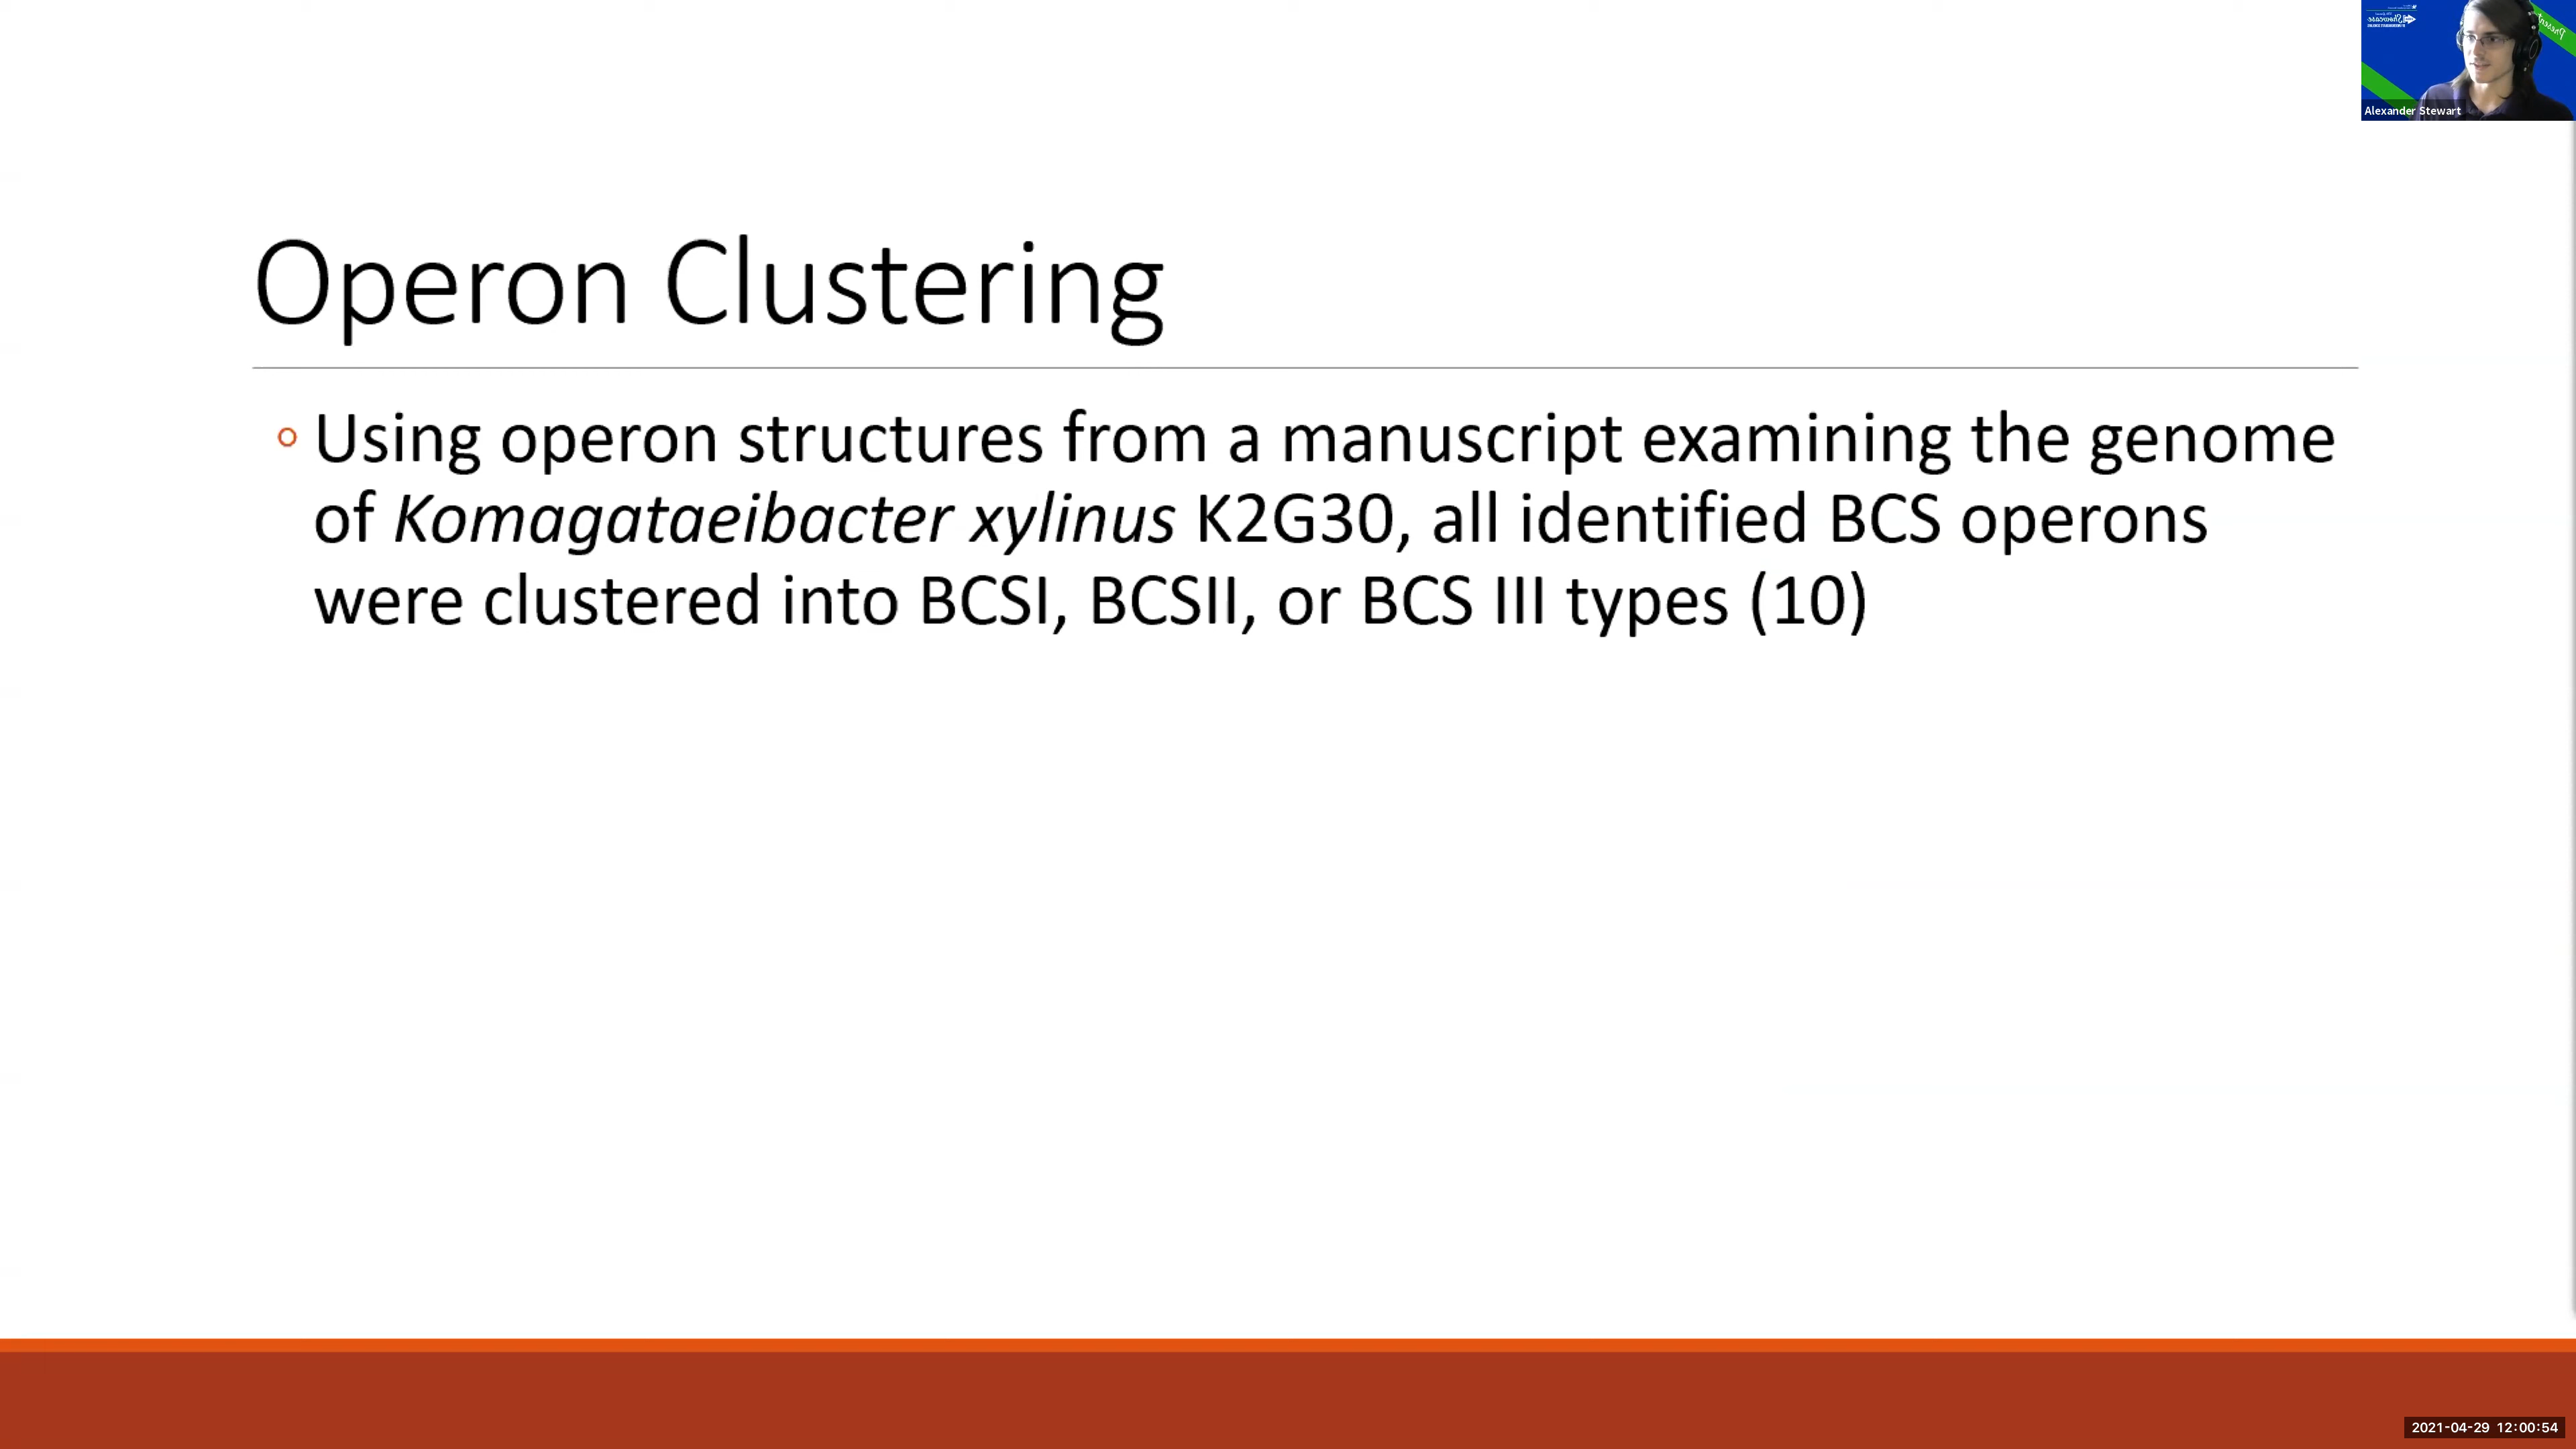 Alexander Stewart
Operon Clustering
Using operon structures from a manuscript examining the genome
of Komagataeibacter xylinus K2G30, all identified BCS operons
were clustered into BCSI, BCSII, or BCS III types (10)
2021-04-29 12:00:54